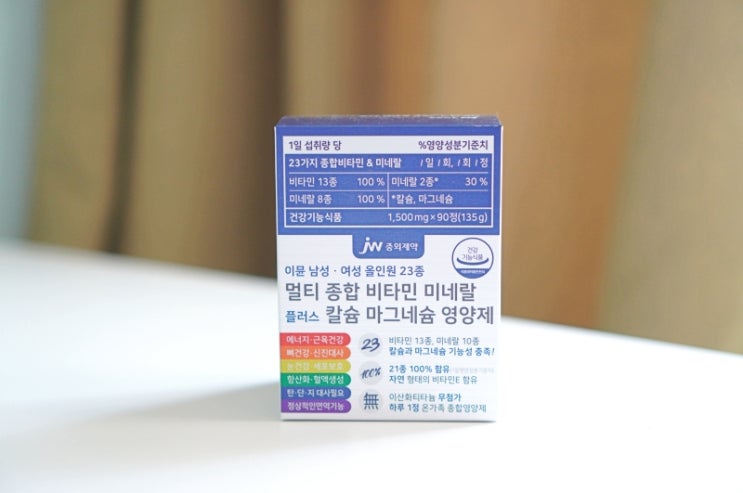 1일 섭취량 당 %영양성분기준치
23가지 종합비타민 & 미네랄 1일 1회, 1회 1정
비타민 13종 100 % 미네랄 2종* 30 %
미네랄 8종 100 % *칼슘, 마그네슘
건강기능식품 1,500mg×90정(135g)
jw 중외제약
건강
기능식품
이뮨 남성·여성 올인원 23종
멀티 종합 비타민 미네랄
플러스 칼슘 마그네슘 영양제
에너지·근육건강
뼈건강·신진대사
눈건강·세포보호
항산화·혈액생성
탄·단·지 대사필요
정상적인면역기능
23 비타민 13종, 미네랄 10종
칼슘과 마그네슘 기능성 충족!
100% 21종 100% 함유
자연 형태의 비타민E 함유
無 이산화티타늄 무첨가
하루 1정 온가족 종합영양제